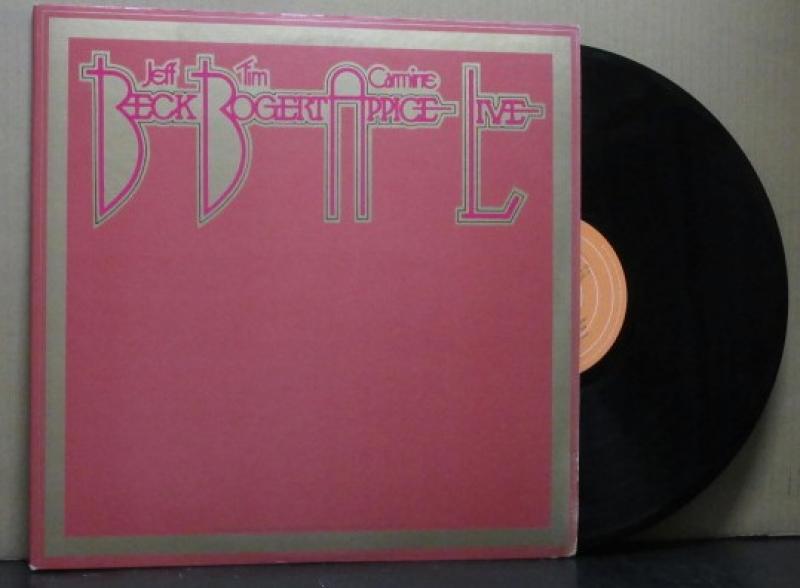 Jeff Tim Carmine
BECK BOGERT APPICE LIVE